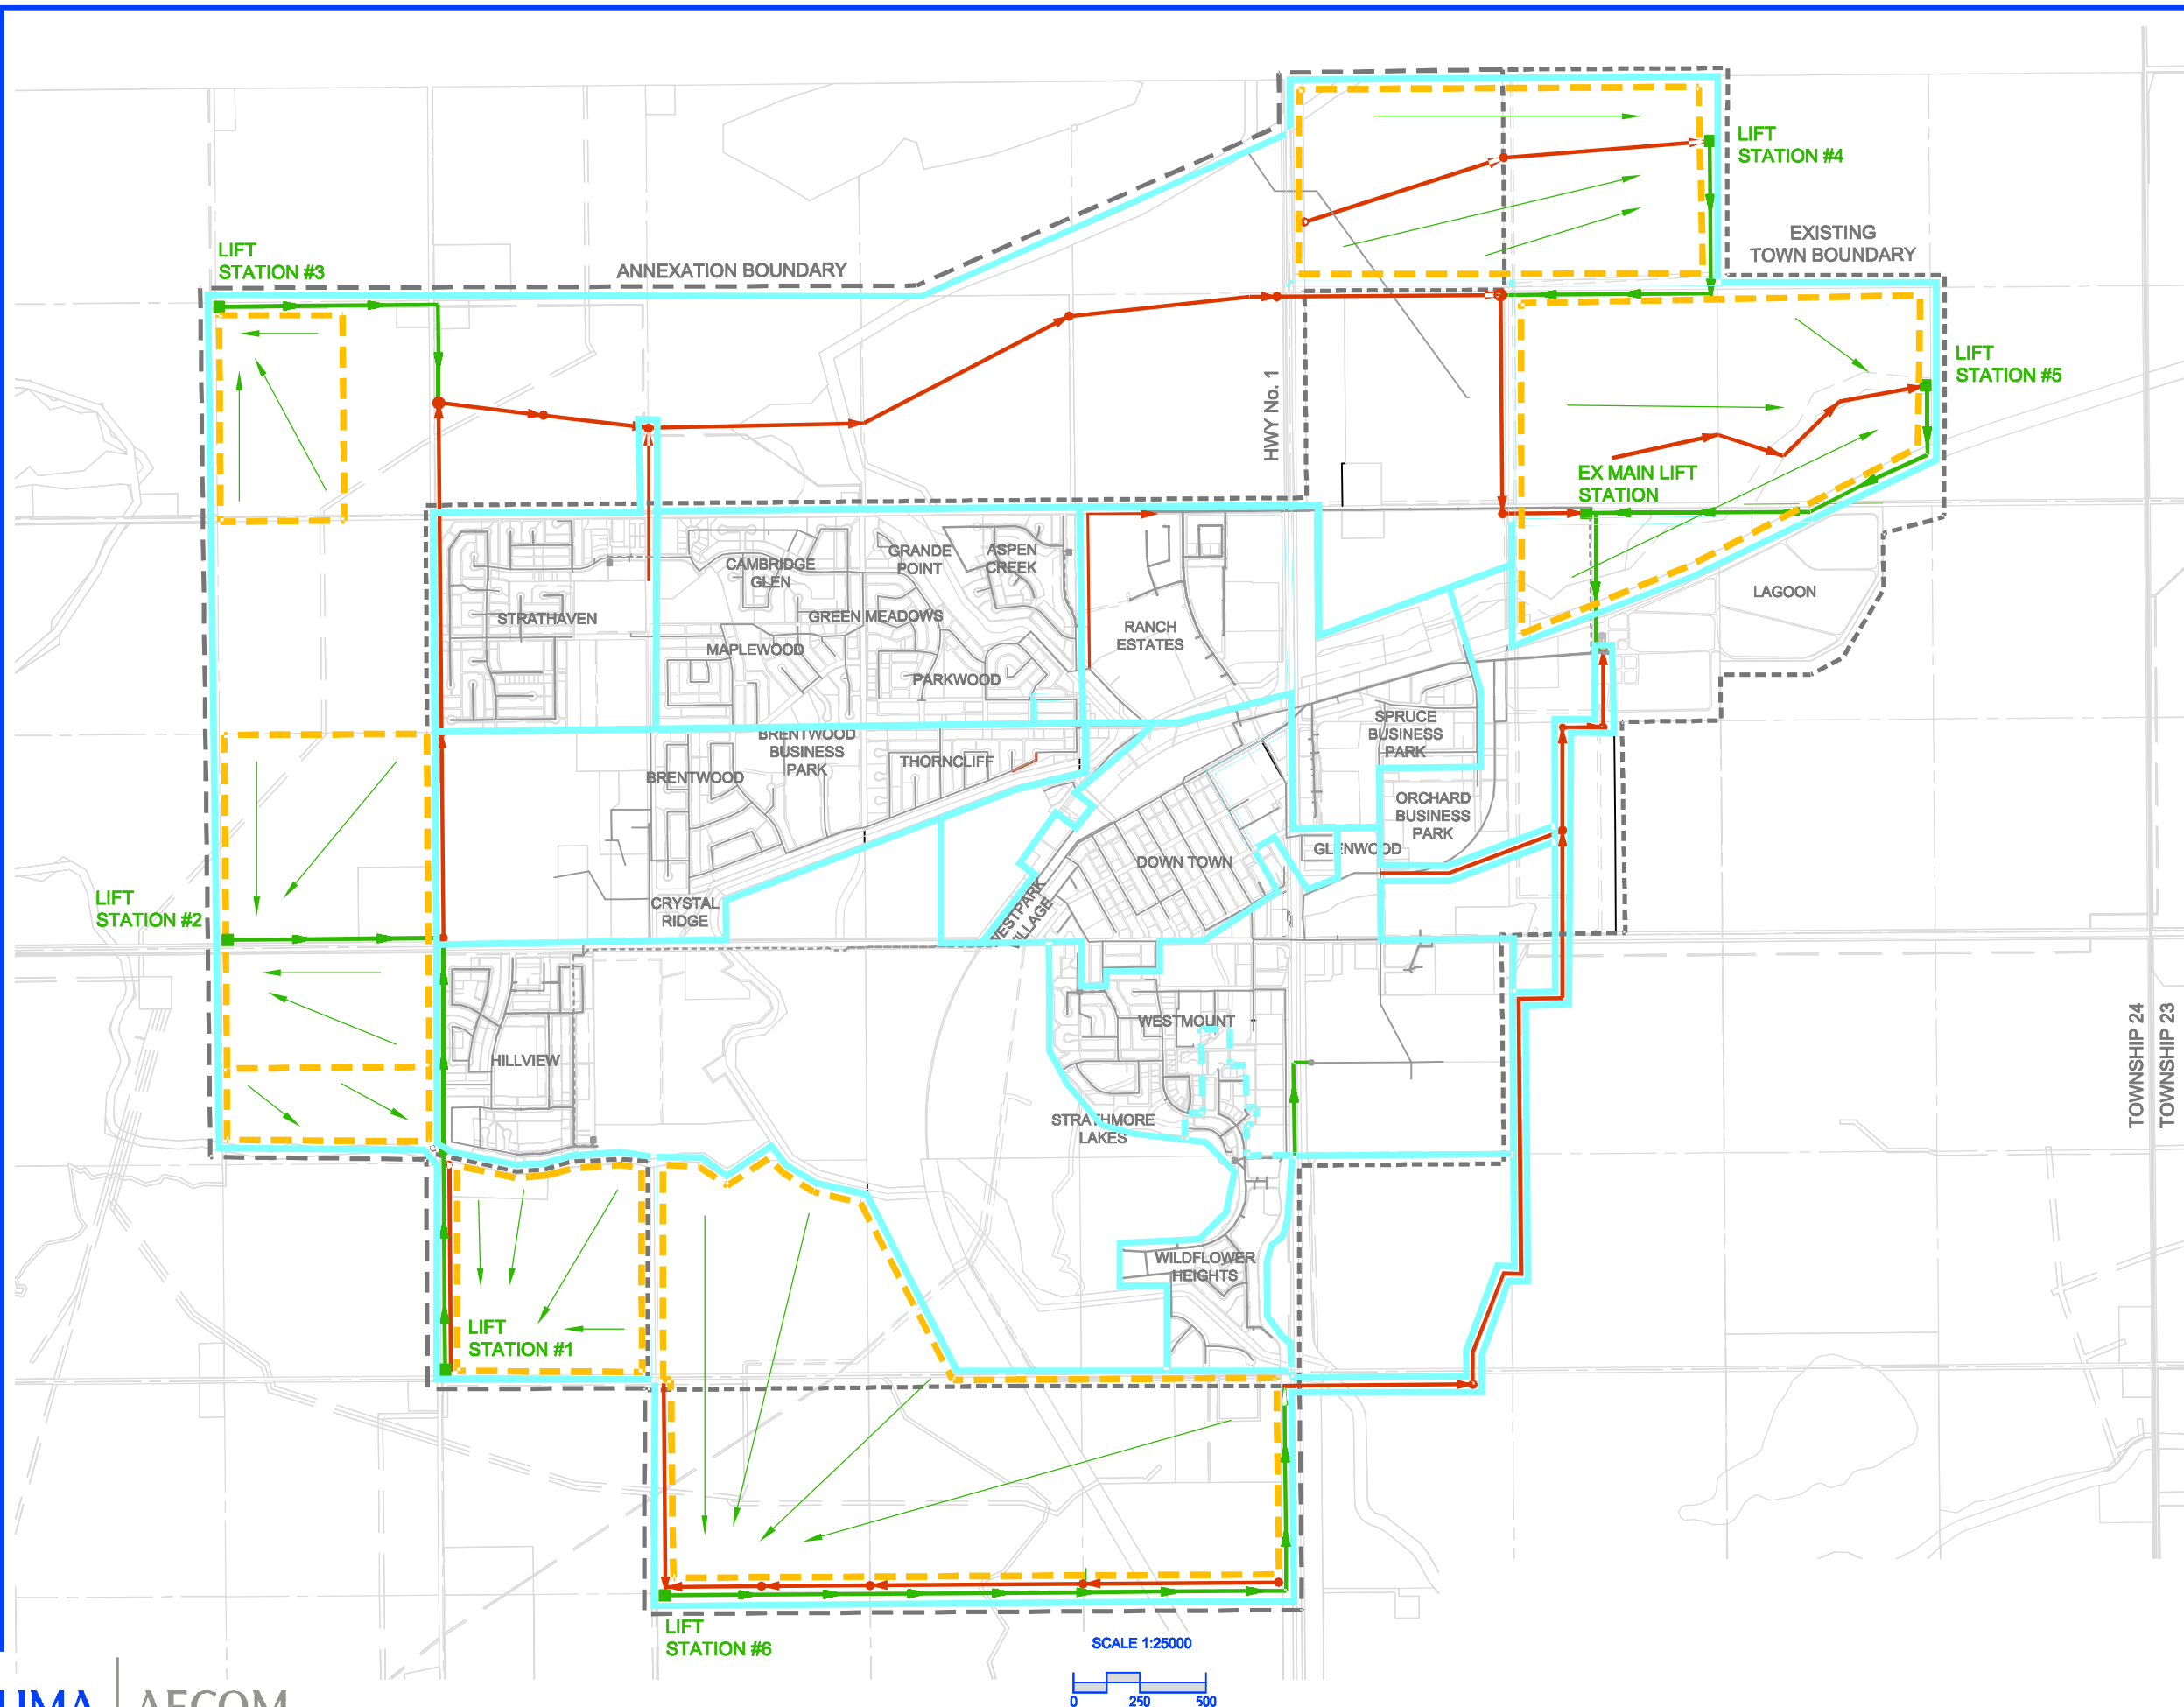 LIFT
STATION #4
EXISTING
TOWN BOUNDARY
LIFT
STATION #3
ANNEXATION BOUNDARY
LIFT
STATION #5
HWY No. 1
EX MAIN LIFT
STATION
GRANDE
POINT
ASPEN
CREEK
CAMBRIDGE
GLEN
LAGOON
STRATHAVEN
GREEN MEADOWS
RANCH
ESTATES
MAPLEWOOD
PARKWOOD
SPRUCE
BUSINESS
PARK
BRENTWOOD
BUSINESS
PARK
THORNCLIFF
BRENTWOOD
ORCHARD
BUSINESS
PARK
GLENWOOD
DOWN TOWN
LIFT
STATION #2
CRYSTAL
RIDGE
WESTPARK
VILLAGE
WESTMOUNT
TOWNSHIP 24
TOWNSHIP 23
HILLVIEW
STRATHMORE
LAKES
WILDFLOWER
HEIGHTS
LIFT
STATION #1
LIFT
STATION #6
SCALE 1:25000
0 250 500
UMA AECOM